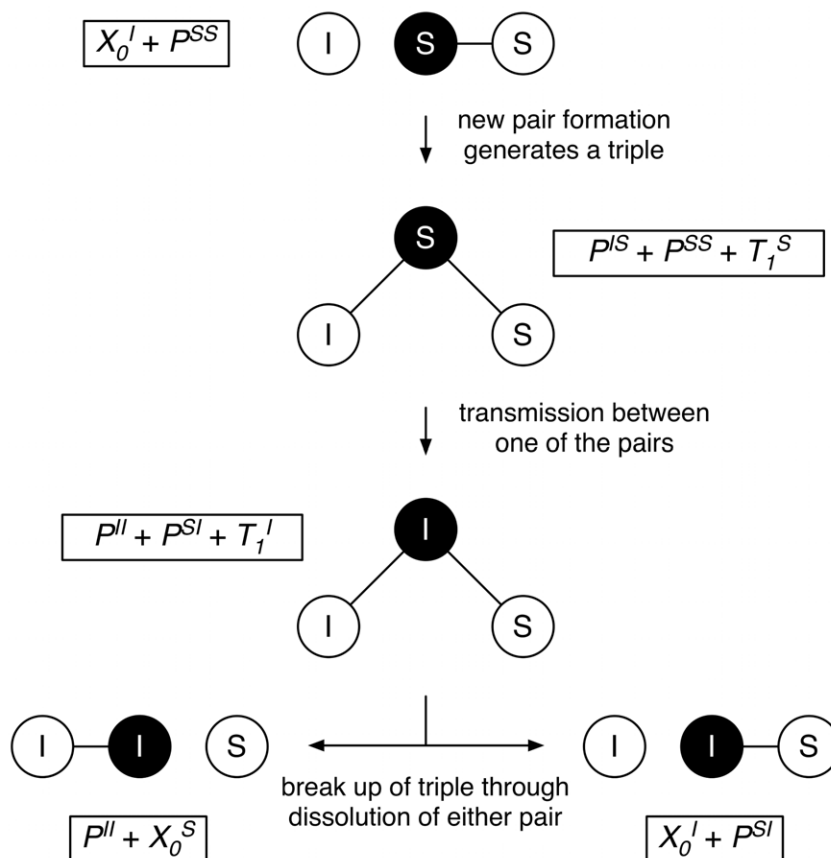 X₀ᴵ + Pˢˢ I S S
new pair formation
generates a triple
S
Pᴵˢ + Pˢˢ + T₁ˢ
I S
transmission between
one of the pairs
I
Pᴵᴵ + Pˢᴵ + T₁ᴵ
I S
I I S I I S
break up of triple through
dissolution of either pair
Pᴵᴵ + X₀ˢ X₀ᴵ + Pˢᴵ